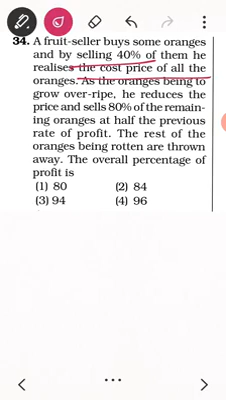 34. A fruit-seller buys some oranges
and by selling 40% of them he
realises the cost price of all the
oranges. As the oranges being to
grow over-ripe, he reduces the
price and sells 80% of the remain-
ing oranges at half the previous
rate of profit. The rest of the
oranges being rotten are thrown
away. The overall percentage of
profit is
(1) 80 (2) 84
(3) 94 (4) 96